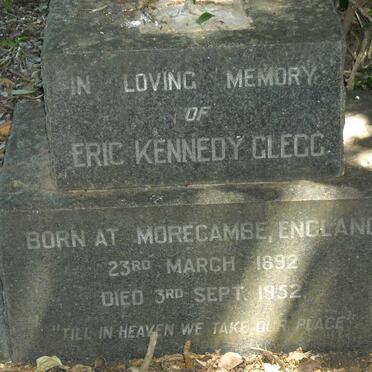 IN LOVING MEMORY
OF
ERIC KENNEDY CLEGG
BORN AT MORECAMBE, ENGLAND
23RD MARCH 1892
DIED 3RD SEPT. 1952
"TILL IN HEAVEN WE TAKE OUR PLACE"